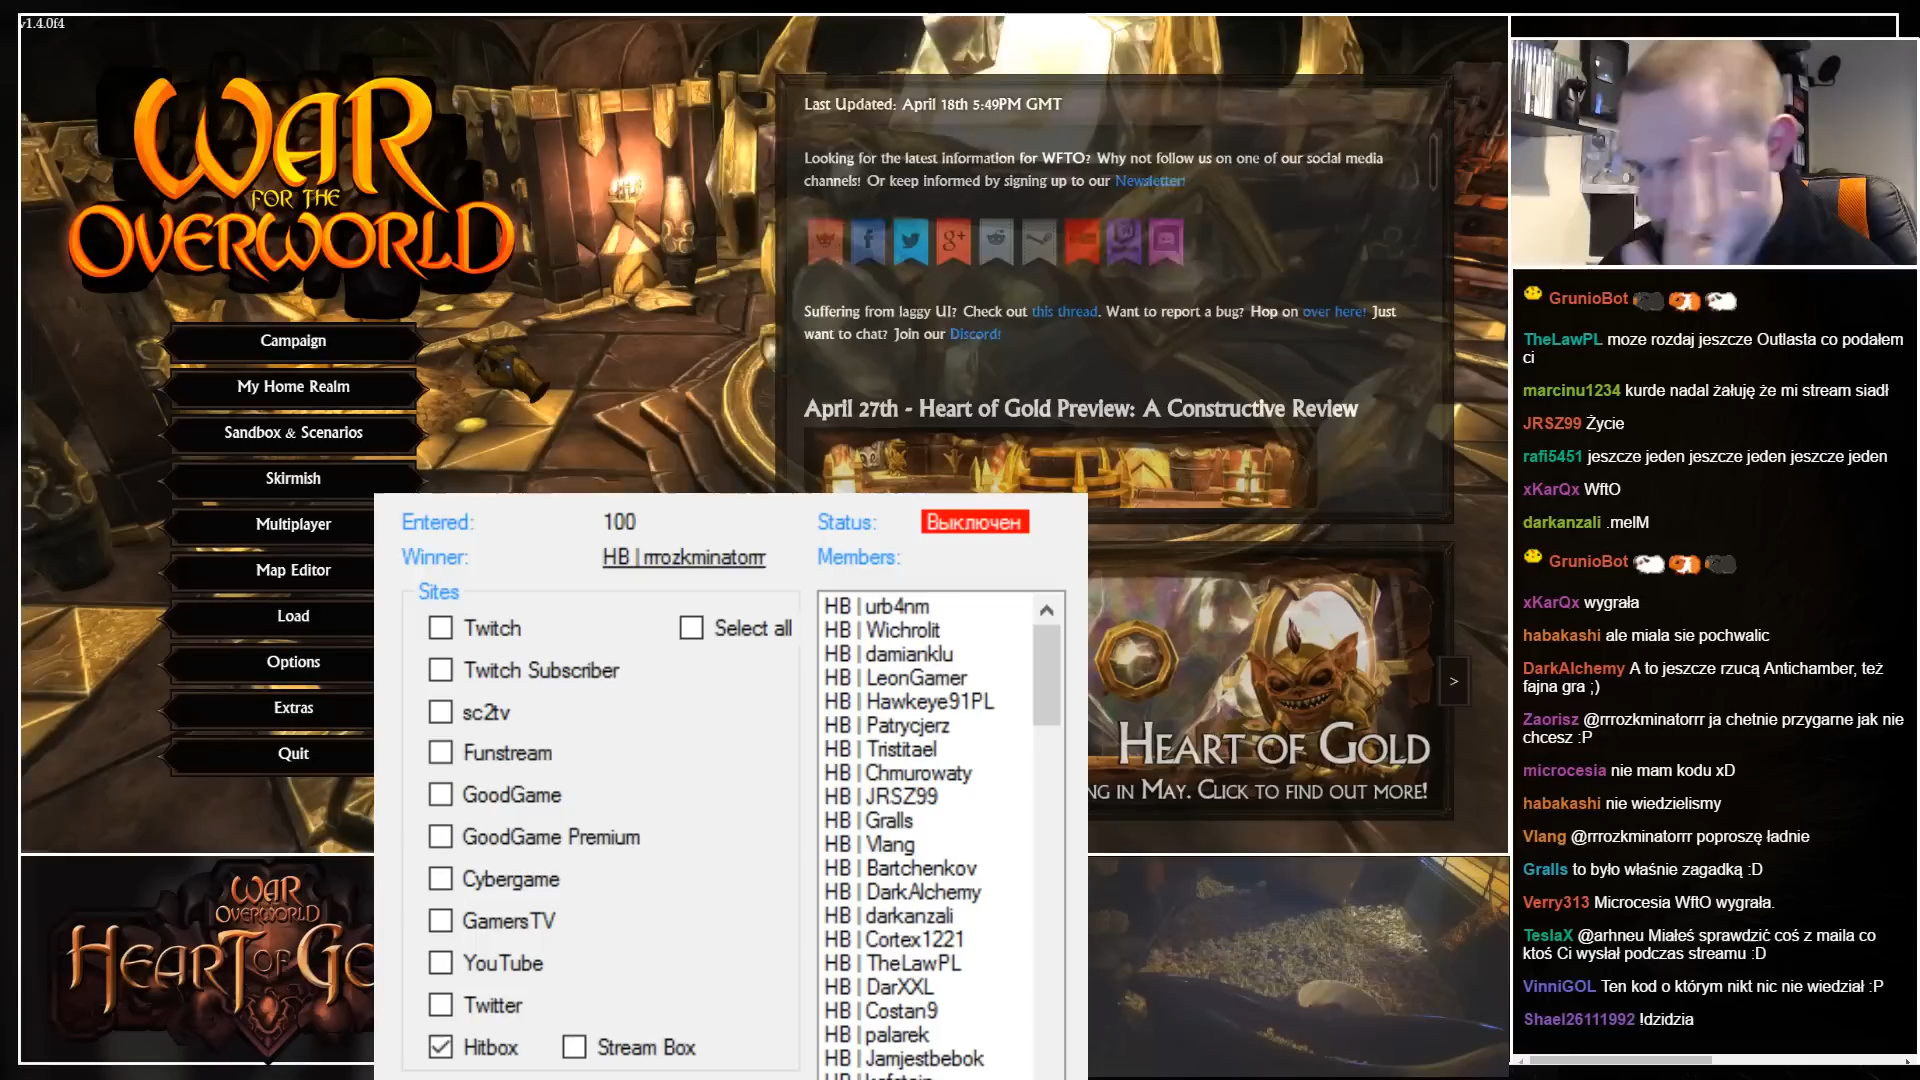 v1.4.0f4
WAR
FOR THE
OVERWORLD
Campaign
My Home Realm
Sandbox & Scenarios
Skirmish
Multiplayer
Map Editor
Load
Options
Extras
Quit
Last Updated: April 18th 5:49PM GMT
Looking for the latest information for WFTO? Why not follow us on one of our social media
channels! Or keep informed by signing up to our Newsletter!
Suffering from laggy UI? Check out this thread. Want to report a bug? Hop on over here! Just
want to chat? Join our Discord!
April 27th - Heart of Gold Preview: A Constructive Review
HEART OF GOLD
NG IN MAY. CLICK TO FIND OUT MORE!
>
Entered: 100
Winner: HB | rrrozkminatorrr
Status: Выключен
Members:
Sites
Twitch
Select all
Twitch Subscriber
sc2tv
Funstream
GoodGame
GoodGame Premium
Cybergame
GamersTV
YouTube
Twitter
Hitbox
Stream Box
HB | urb4nm
HB | Wichrolit
HB | damianklu
HB | LeonGamer
HB | Hawkeye91PL
HB | Patrycjerz
HB | Tristitael
HB | Chmurowaty
HB | JRSZ99
HB | Gralls
HB | Vlang
HB | Bartchenkov
HB | DarkAlchemy
HB | darkanzali
HB | Cortex1221
HB | TheLawPL
HB | DarXXL
HB | Costan9
HB | palarek
HB | Jamjestbebok
WAR
FOR THE
OVERWORLD
HEART OF GO
GrunioBot
TheLawPL moze rozdaj jeszcze Outlasta co podałem
ci
marcinu1234 kurde nadal żałuję że mi stream siadł
JRSZ99 Życie
rafi5451 jeszcze jeden jeszcze jeden jeszcze jeden
xKarQx WftO
darkanzali .melM
GrunioBot
xKarQx wygrała
habakashi ale miala sie pochwalic
DarkAlchemy A to jeszcze rzucą Antichamber, też
fajna gra ;)
Zaorisz @rrrozkminatorrr ja chetnie przygarne jak nie
chcesz :P
microcesia nie mam kodu xD
habakashi nie wiedzielismy
Vlang @rrrozkminatorrr poproszę ładnie
Gralls to było właśnie zagadką :D
Verry313 Microcesia WftO wygrała.
TeslaX @arhneu Miałeś sprawdzić coś z maila co
ktoś Ci wysłał podczas streamu :D
VinniGOL Ten kod o którym nikt nic nie wiedział :P
Shael26111992 !dzidzia